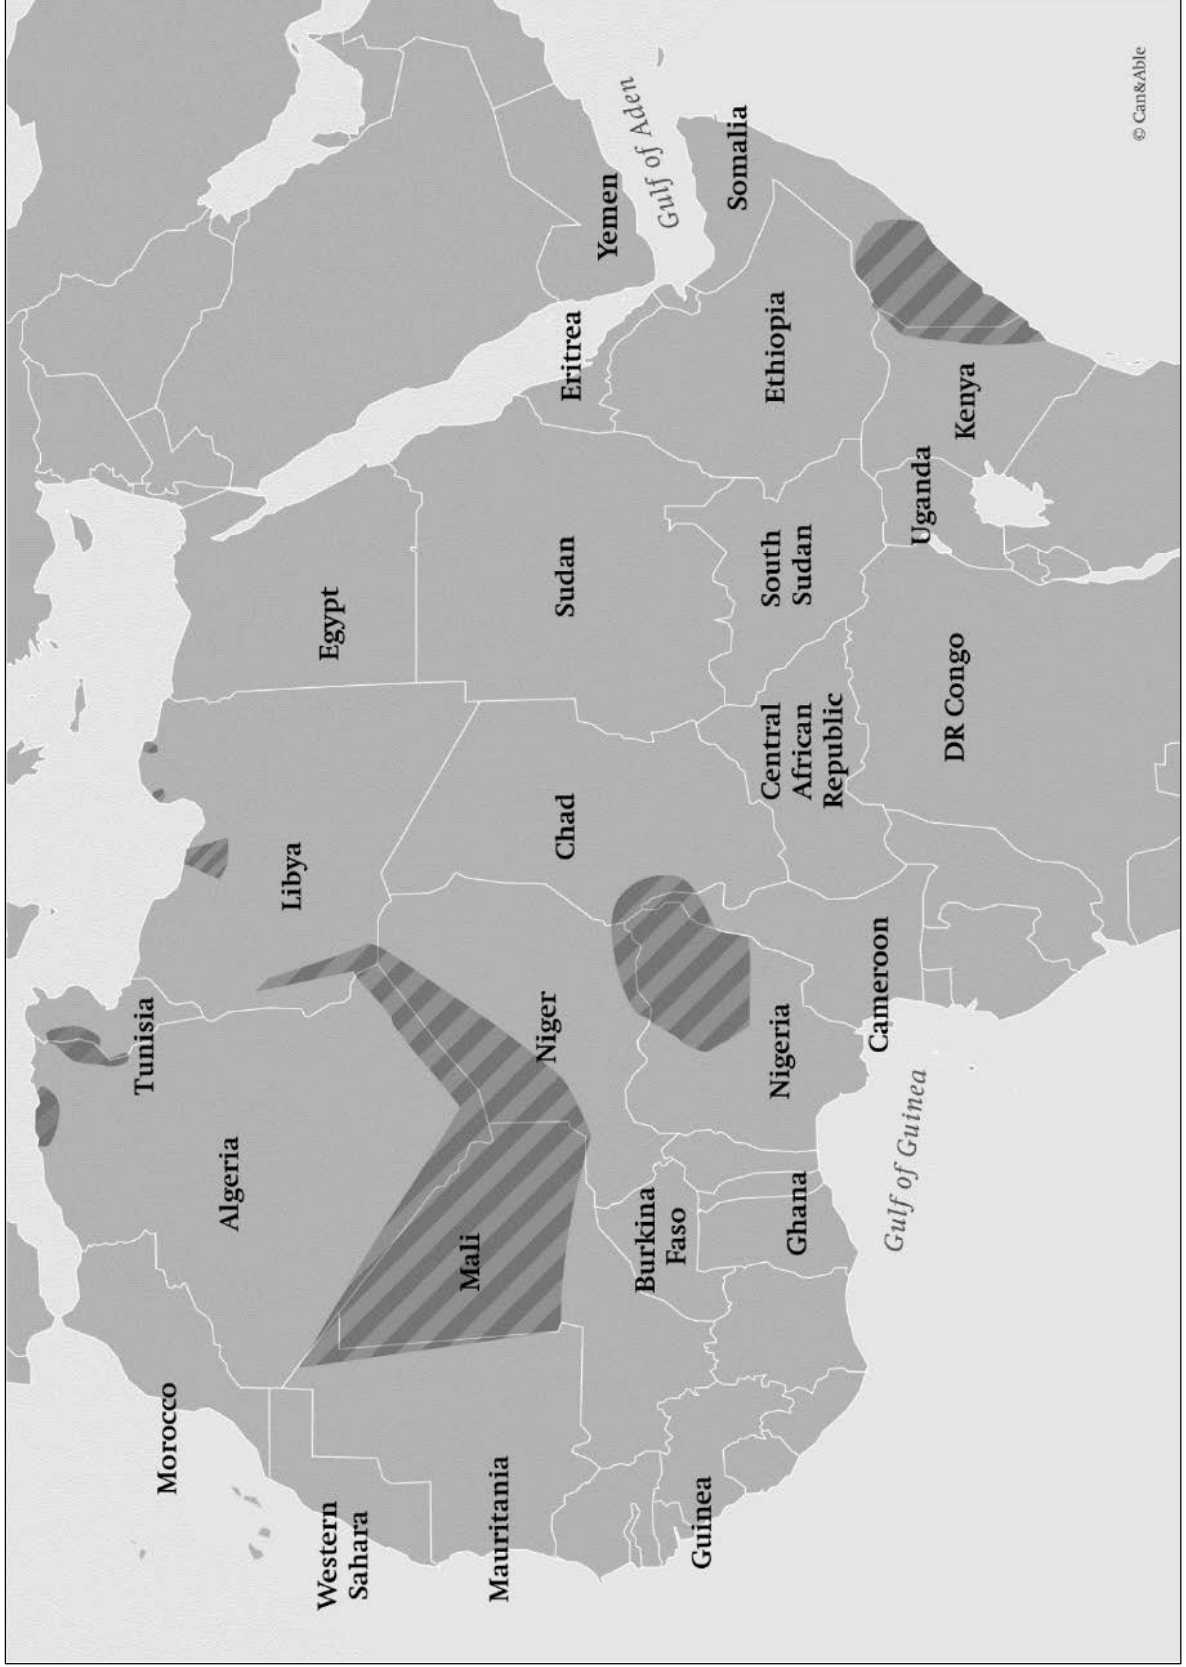 Morocco
Tunisia
Algeria
Libya
Egypt
Western
Sahara
Mauritania
Mali
Niger
Chad
Sudan
Eritrea
Yemen
Gulf of Aden
Guinea
Burkina
Faso
Ghana
Nigeria
Cameroon
Central
African
Republic
South
Sudan
Ethiopia
Somalia
Gulf of Guinea
DR Congo
Uganda
Kenya
© Can&Able